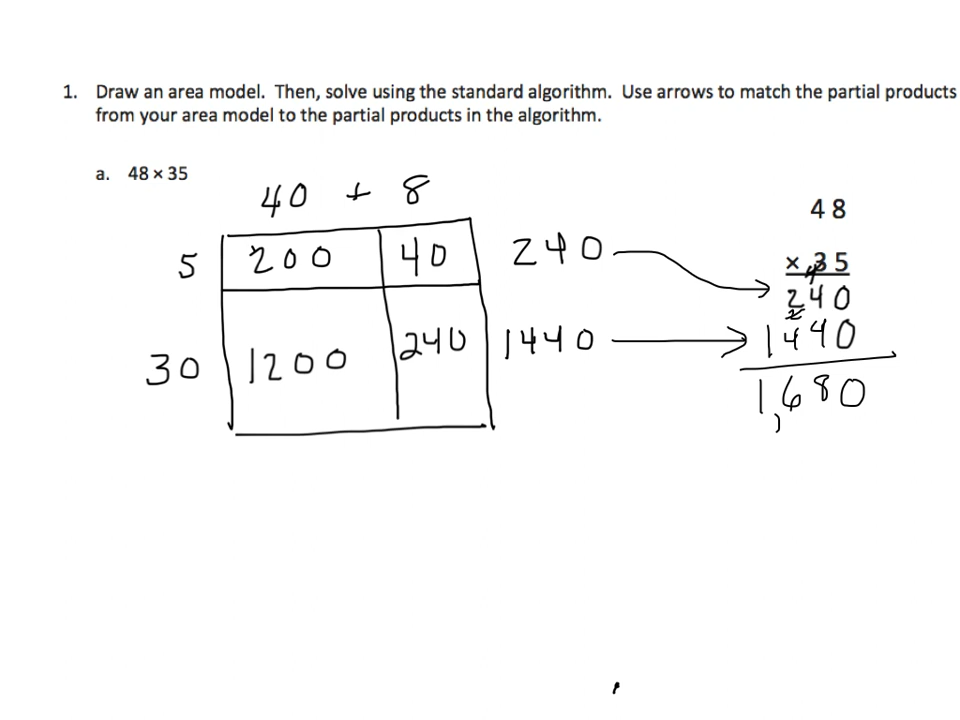 1. Draw an area model. Then, solve using the standard algorithm. Use arrows to match the partial products
from your area model to the partial products in the algorithm.
a. 48 × 35
40 + 8
48
5 200 40 240
× 35
4
240
30 1200 240 1440
2
1440
1,680